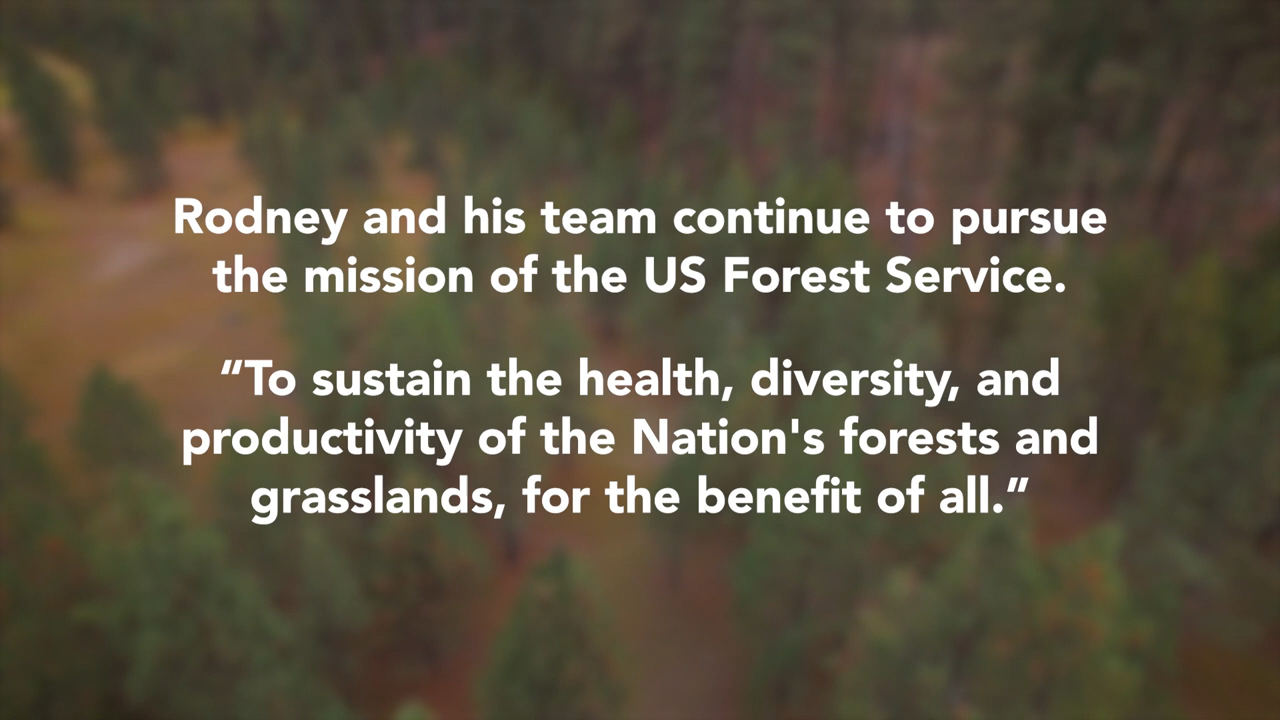 Rodney and his team continue to pursue
the mission of the US Forest Service.
“To sustain the health, diversity, and
productivity of the Nation's forests and
grasslands, for the benefit of all.”